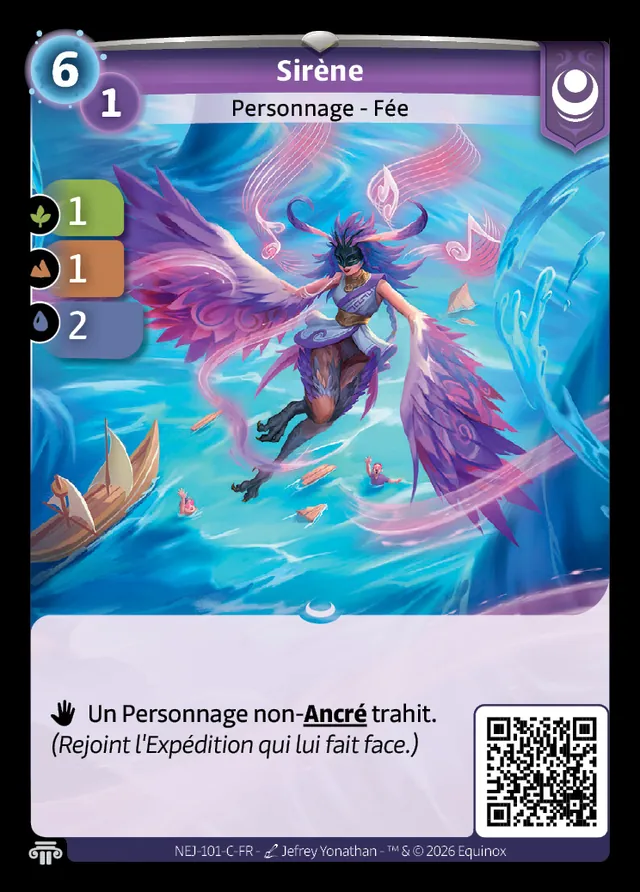 6
Sirène
1
Personnage - Fée
1
1
2
Un Personnage non-Ancré trahit.
(Rejoint l'Expédition qui lui fait face.)
NEJ-101-C-FR - Jefrey Yonathan - ™ & © 2026 Equinox